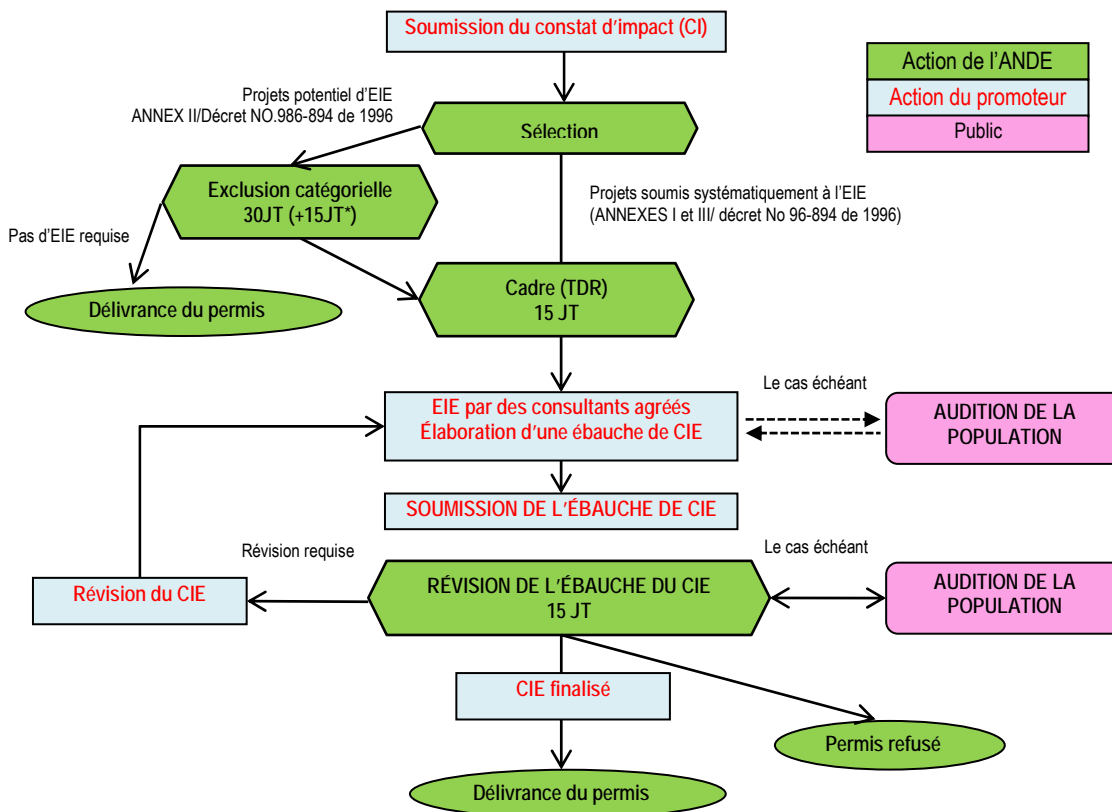 Soumission du constat d'impact (CI)
Action de l'ANDE
Action du promoteur
Public
Projets potentiel d'EIE
ANNEX II/Décret NO.986-894 de 1996
Sélection
Exclusion catégorielle
30JT (+15JT*)
Projets soumis systématiquement à l'EIE
(ANNEXES I et III/ décret No 96-894 de 1996)
Pas d'EIE requise
Délivrance du permis
Cadre (TDR)
15 JT
EIE par des consultants agréés
Élaboration d'une ébauche de CIE
Le cas échéant
AUDITION DE LA
POPULATION
SOUMISSION DE L'ÉBAUCHE DE CIE
Révision requise
Le cas échéant
Révision du CIE
RÉVISION DE L'ÉBAUCHE DU CIE
15 JT
AUDITION DE LA
POPULATION
CIE finalisé
Permis refusé
Délivrance du permis